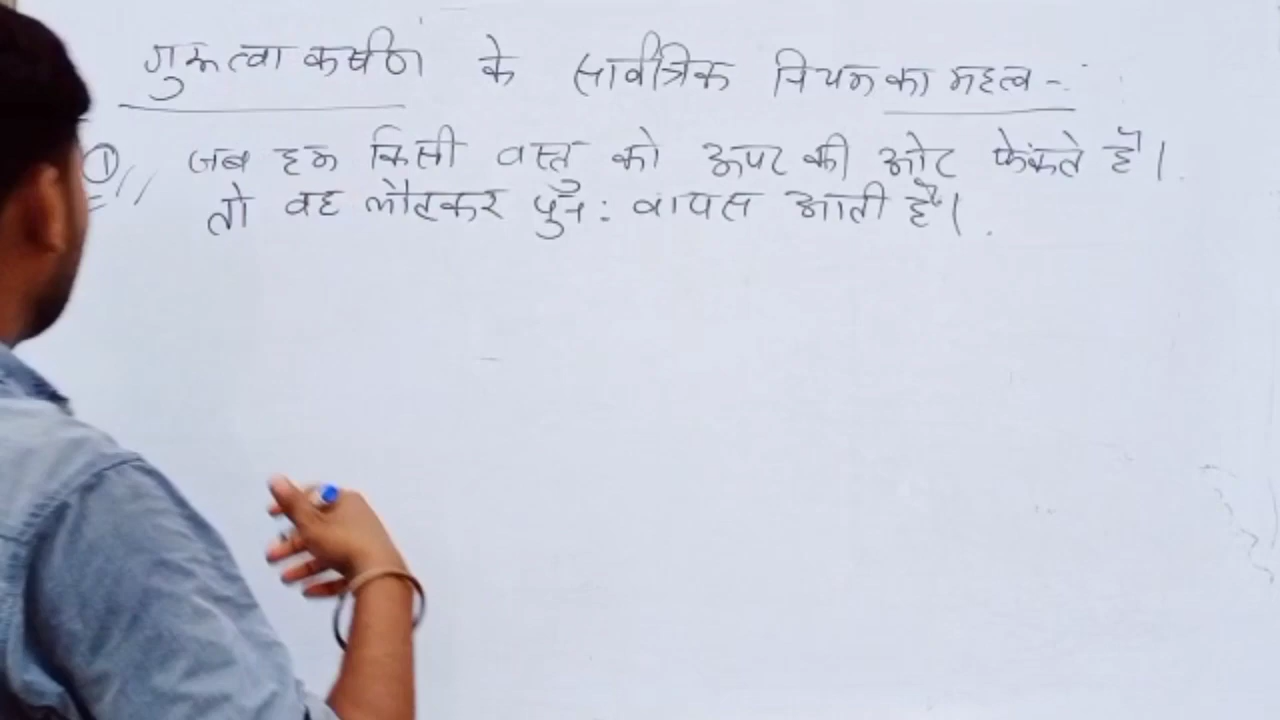 गुरुत्वाकर्षण के सार्वत्रिक नियम का महत्व -:
① जब हम किसी वस्तु को ऊपर की ओर फेंकते है।
तो वह लौटकर पुन: वापस आती है।